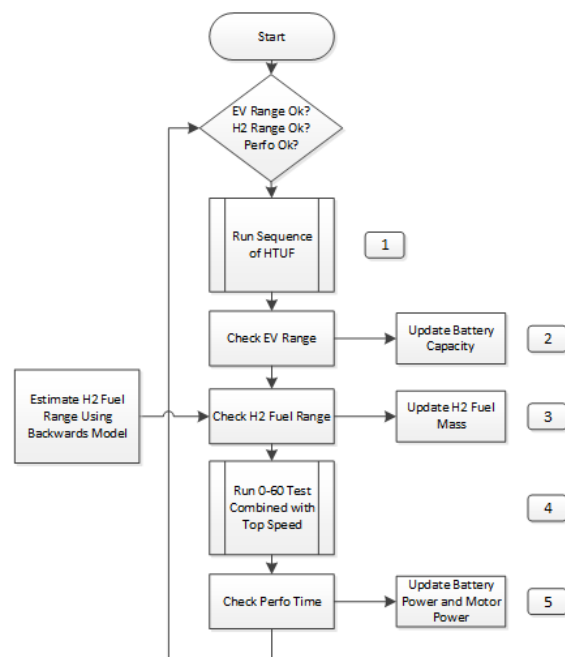 Start
EV Range Ok?
H2 Range Ok?
Perfo Ok?
Run Sequence
of HTUF
1
Check EV Range
Update Battery
Capacity
2
Estimate H2 Fuel
Range Using
Backwards Model
Check H2 Fuel Range
Update H2 Fuel
Mass
3
Run 0-60 Test
Combined with
Top Speed
4
Check Perfo Time
Update Battery
Power and Motor
Power
5